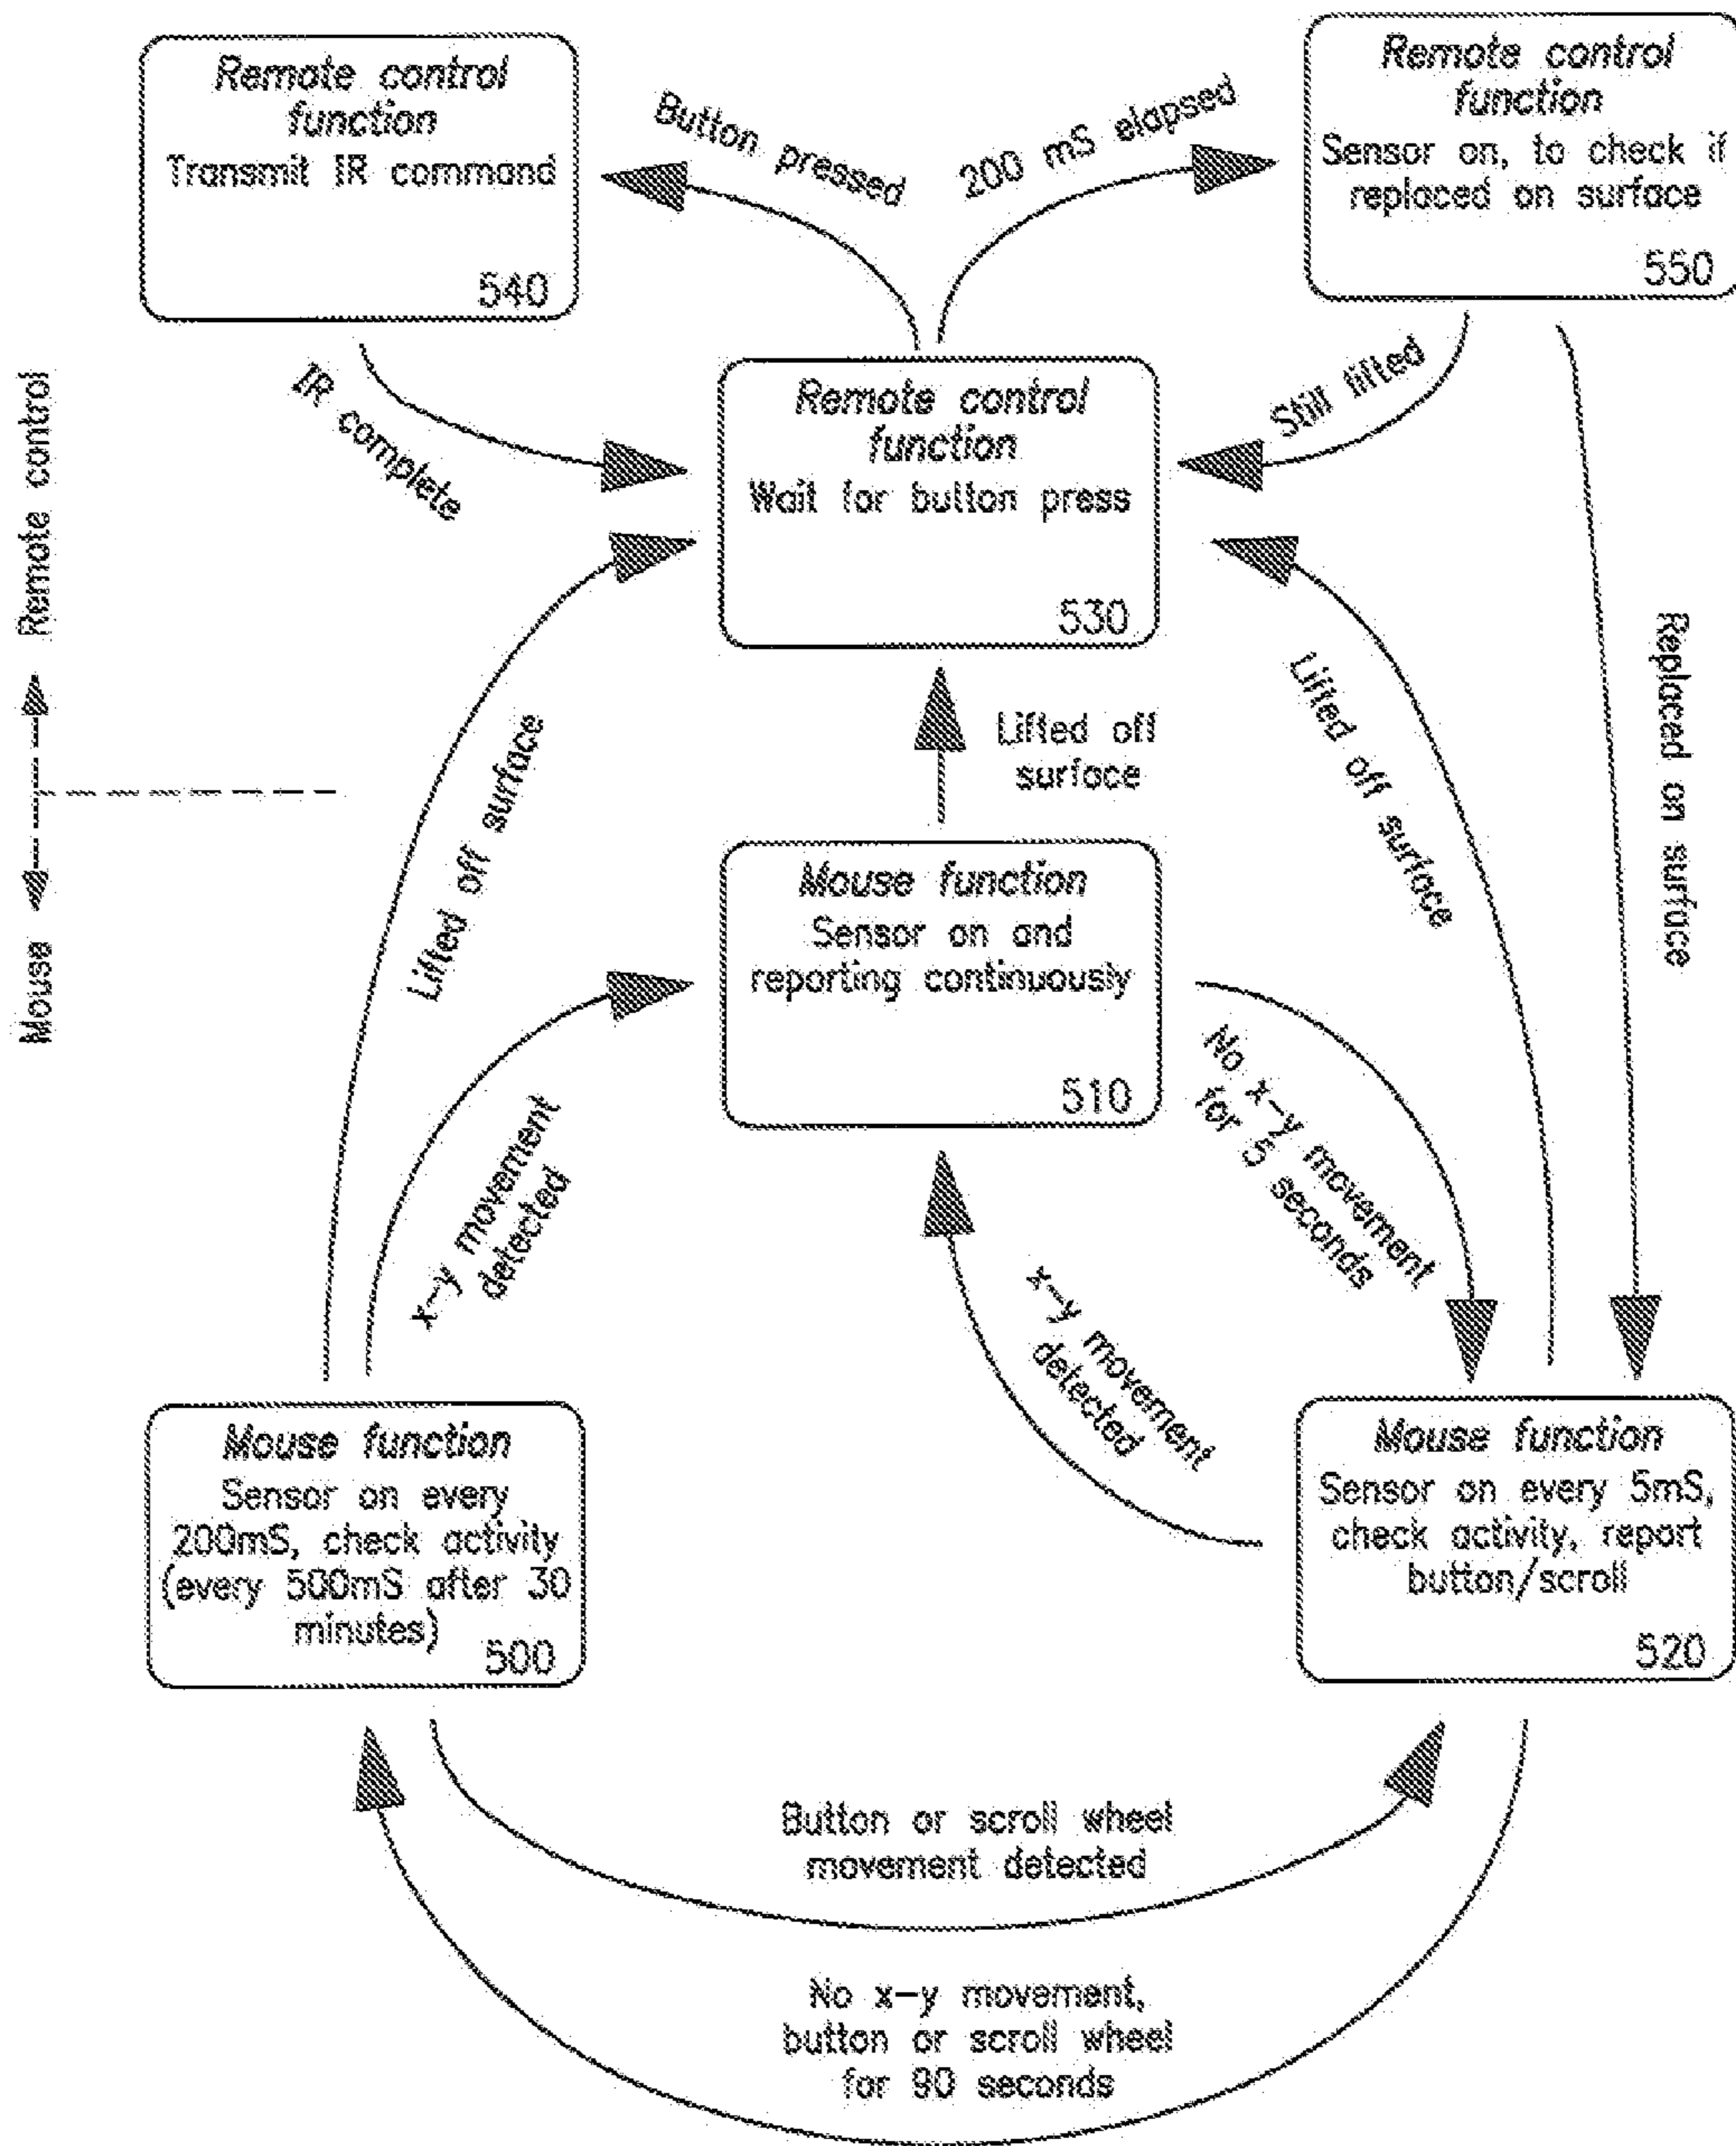 Remote control
function
Transmit IR command
540
Button pressed
200 mS elapsed
Remote control
function
Sensor on, to check if
replaced on surface
550
IR complete
Still lifted
Remote control
function
Wait for button press
530
Remote control
Mouse
Lifted off surface
Lifted off
surface
Lifted off surface
Replaced on surface
Mouse function
Sensor on and
reporting continuously
510
x-y movement
detected
No x-y movement
for 5 seconds
x-y movement
detected
Mouse function
Sensor on every
200mS, check activity
(every 500mS after 30
minutes)
500
Mouse function
Sensor on every 5mS,
check activity, report
button/scroll
520
Button or scroll wheel
movement detected
No x-y movement,
button or scroll wheel
for 90 seconds